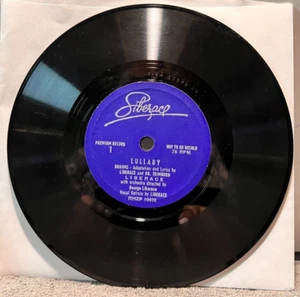 Liberace
PREMIUM RECORD NOT TO BE RESOLD
1 78 RPM
LULLABY
BRAHMS - Adaptation and Lyrics by
LIBERACE and DR. TRIMBORN
LIBERACE
with orchestra directed by
George Liberace
Vocal Refrain by LIBERACE